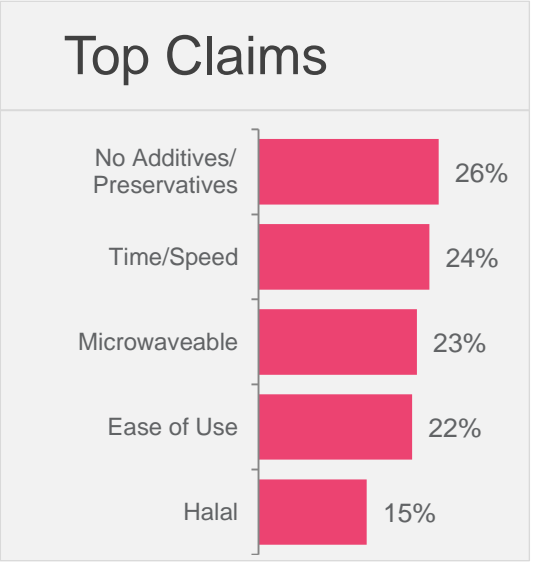 Top Claims
No Additives/
Preservatives
26%
Time/Speed
24%
Microwaveable
23%
Ease of Use
22%
Halal
15%